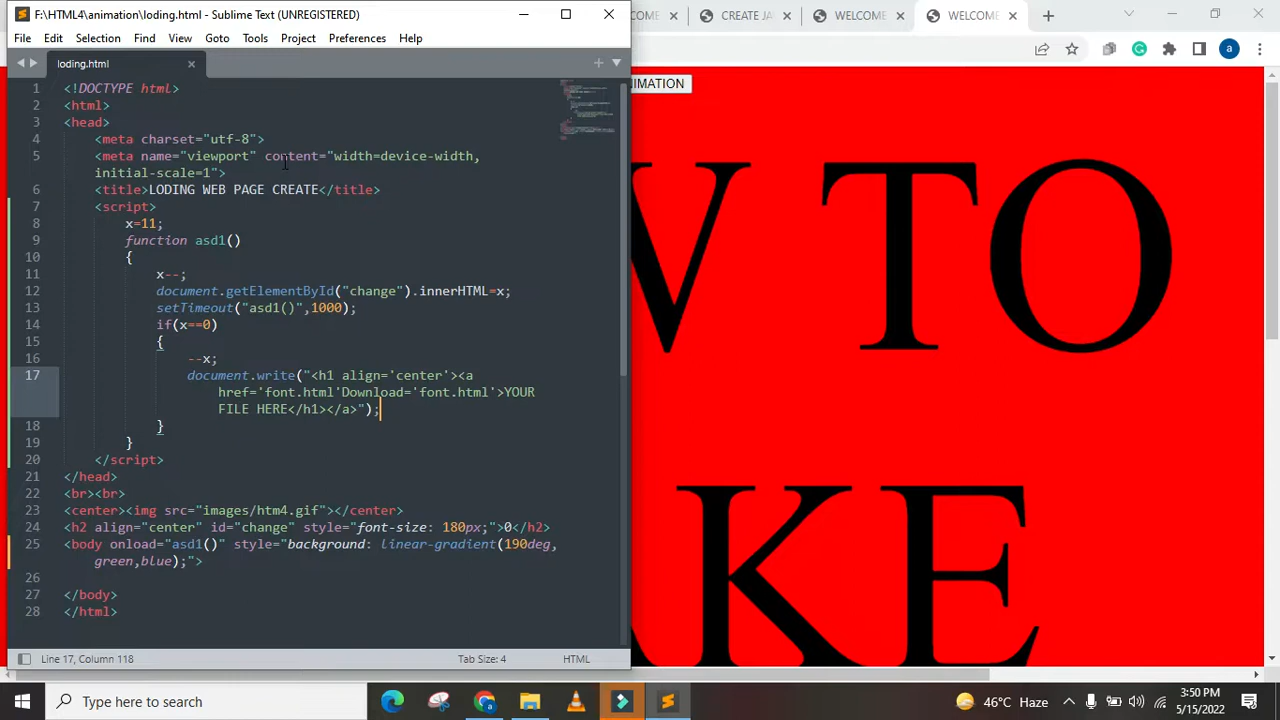 F:\HTML4\animation\loding.html - Sublime Text (UNREGISTERED)
COME
CREATE JA
WELCOME
WELCOME
File Edit Selection Find View Goto Tools Project Preferences Help
a
loding.html
NIMATION
1 <!DOCTYPE html>
2 <html>
3 <head>
4 <meta charset="utf-8">
5 <meta name="viewport" content="width=device-width,
initial-scale=1">
6 <title>LODING WEB PAGE CREATE</title>
7 <script>
8 x=11;
9 function asd1()
10 {
11 x--;
12 document.getElementById("change").innerHTML=x;
13 setTimeout("asd1()",1000);
14 if(x==0)
15 {
16 --x;
17 document.write("<h1 align='center'><a
href='font.html'Download='font.html'>YOUR
FILE HERE</h1></a>");
18 }
19 }
20 </script>
21 </head>
22 <br><br>
23 <center><img src="images/htm4.gif"></center>
24 <h2 align="center" id="change" style="font-size: 180px;">0</h2>
25 <body onload="asd1()" style="background: linear-gradient(190deg,
green,blue);">
26
27 </body>
28 </html>
TO
KE
Line 17, Column 118
Tab Size: 4
HTML
Type here to search
46°C Haze
3:50 PM
5/15/2022